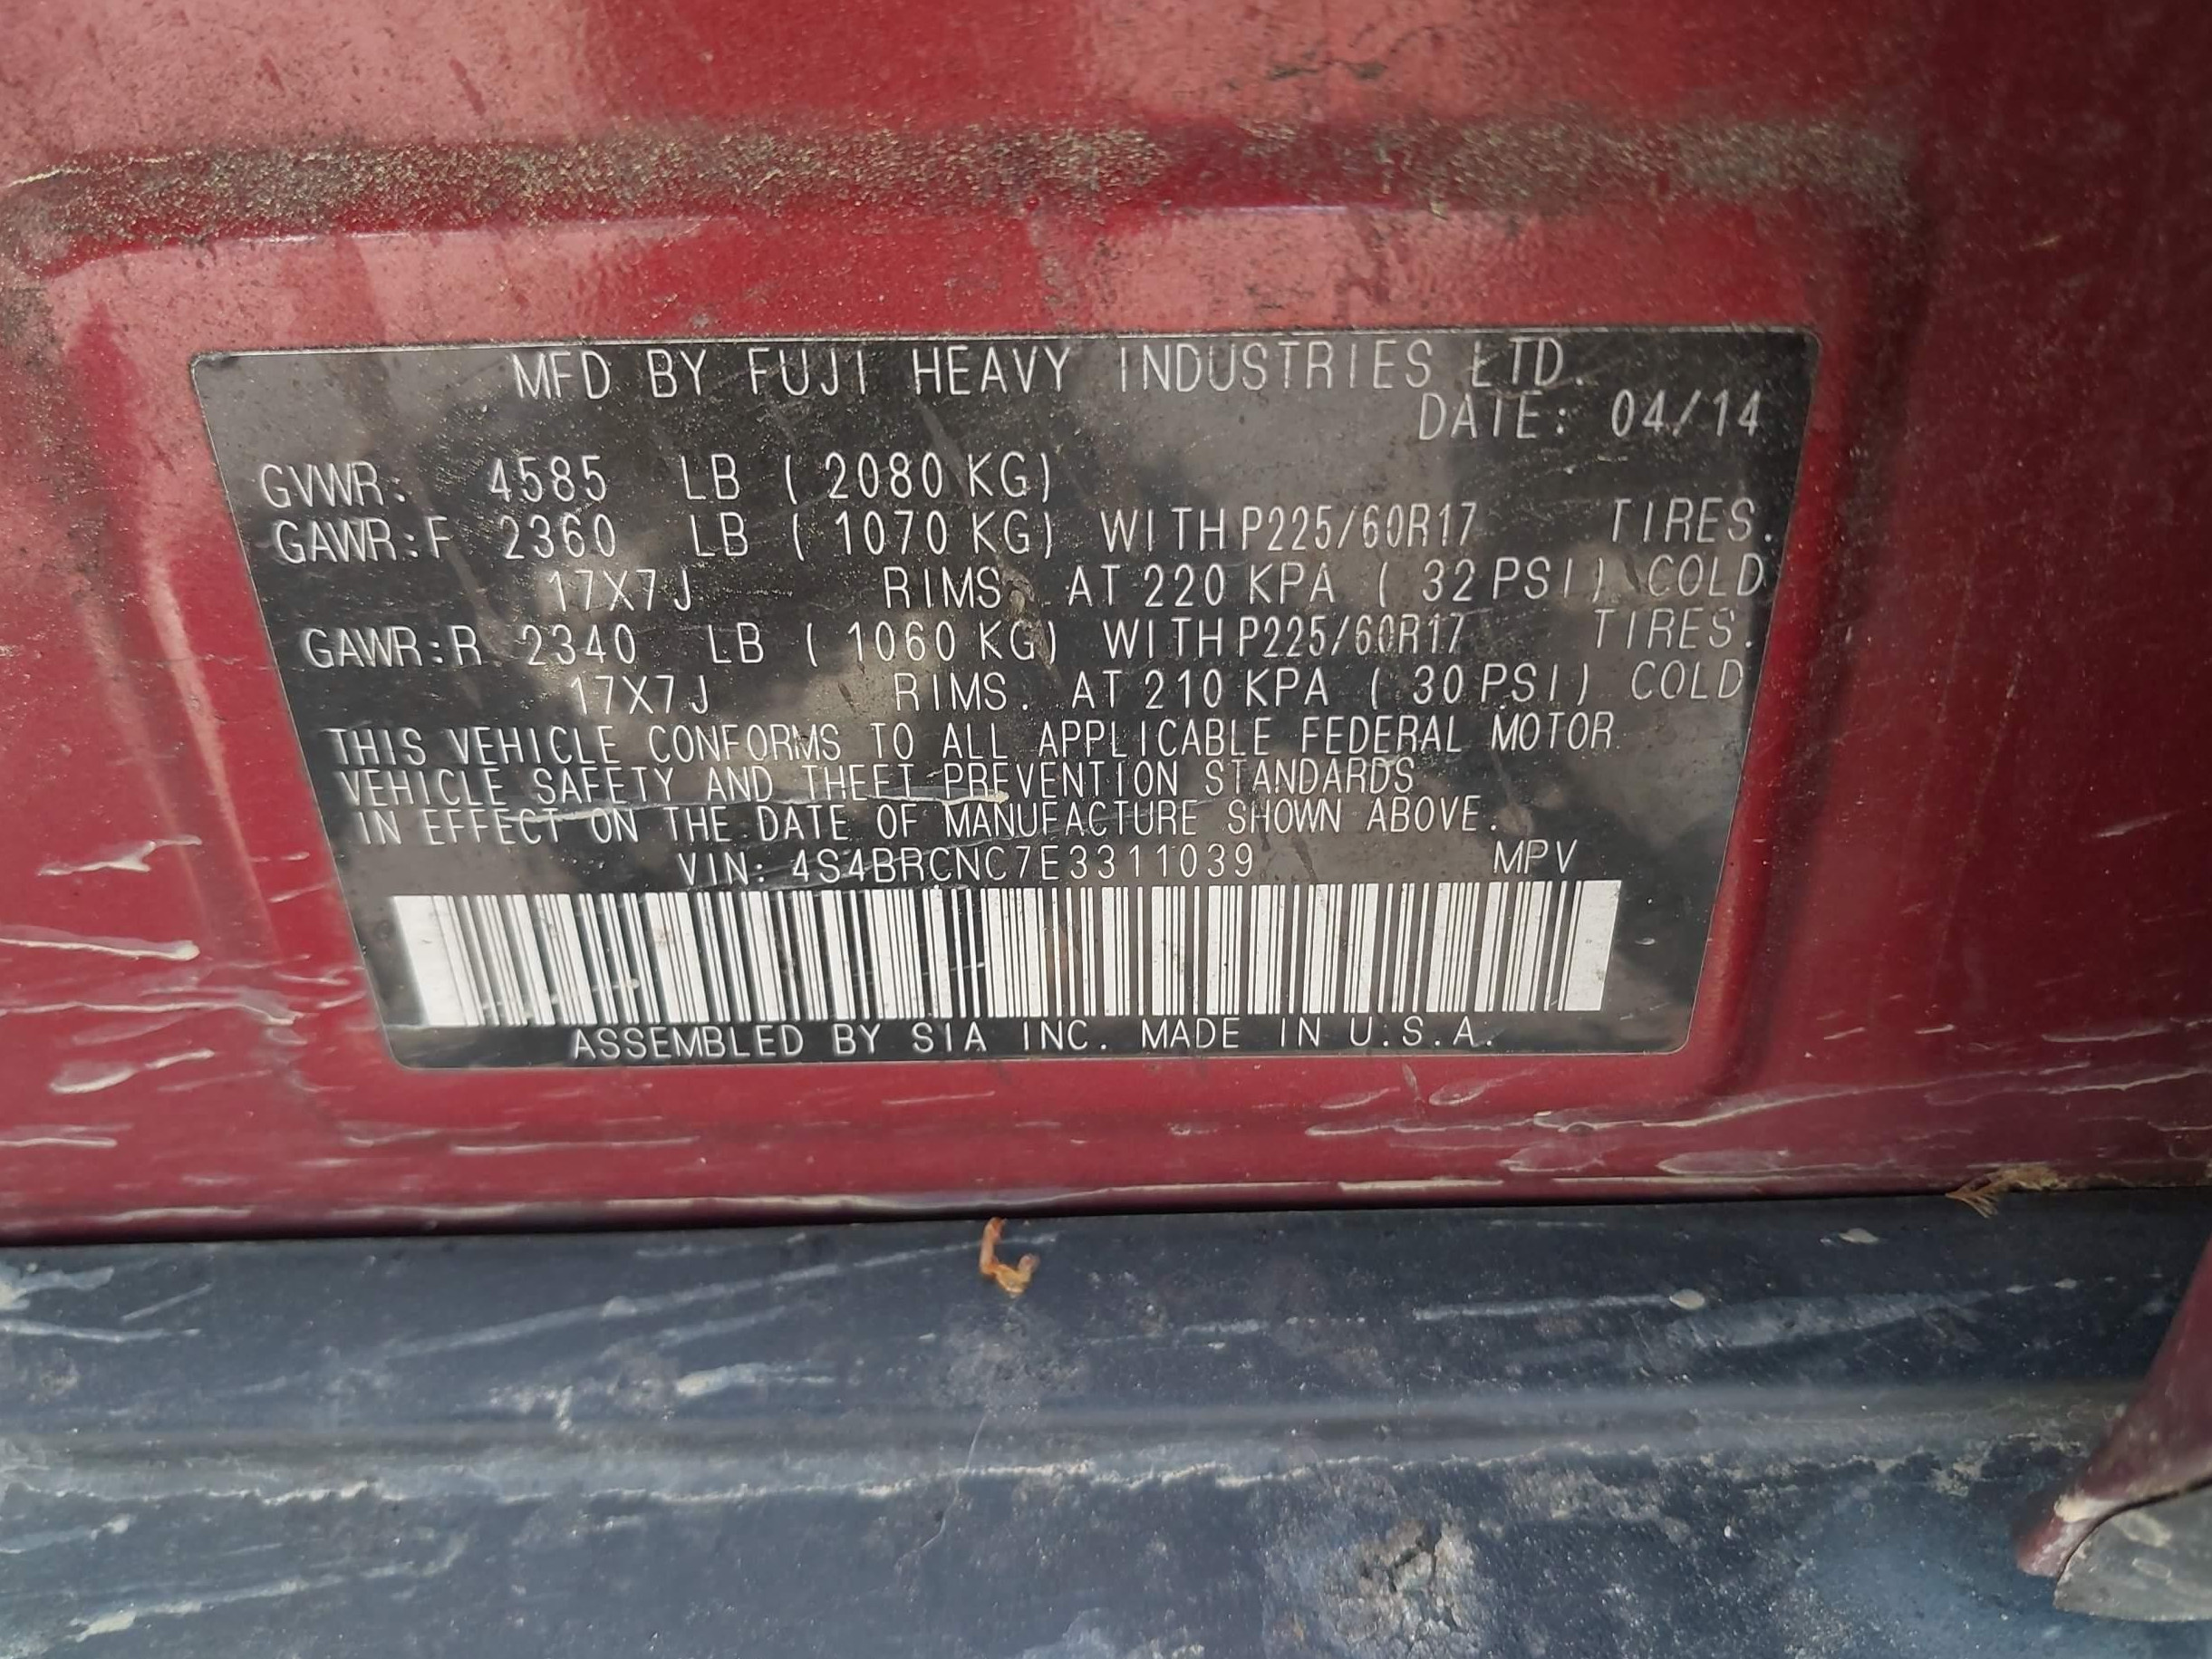 MFD BY FUJI HEAVY INDUSTRIES LTD.
DATE: 04/14
GVWR: 4585 LB ( 2080 KG)
GAWR:F 2360 LB ( 1070 KG) WITH P225/60R17 TIRES.
17X7J RIMS. AT 220 KPA ( 32 PSI) COLD
GAWR:R 2340 LB ( 1060 KG) WITH P225/60R17 TIRES.
17X7J RIMS. AT 210 KPA ( 30 PSI) COLD
THIS VEHICLE CONFORMS TO ALL APPLICABLE FEDERAL MOTOR
VEHICLE SAFETY AND THEFT PREVENTION STANDARDS
IN EFFECT ON THE DATE OF MANUFACTURE SHOWN ABOVE.
VIN: 4S4BRCNC7E3311039 MPV
ASSEMBLED BY SIA INC. MADE IN U.S.A.